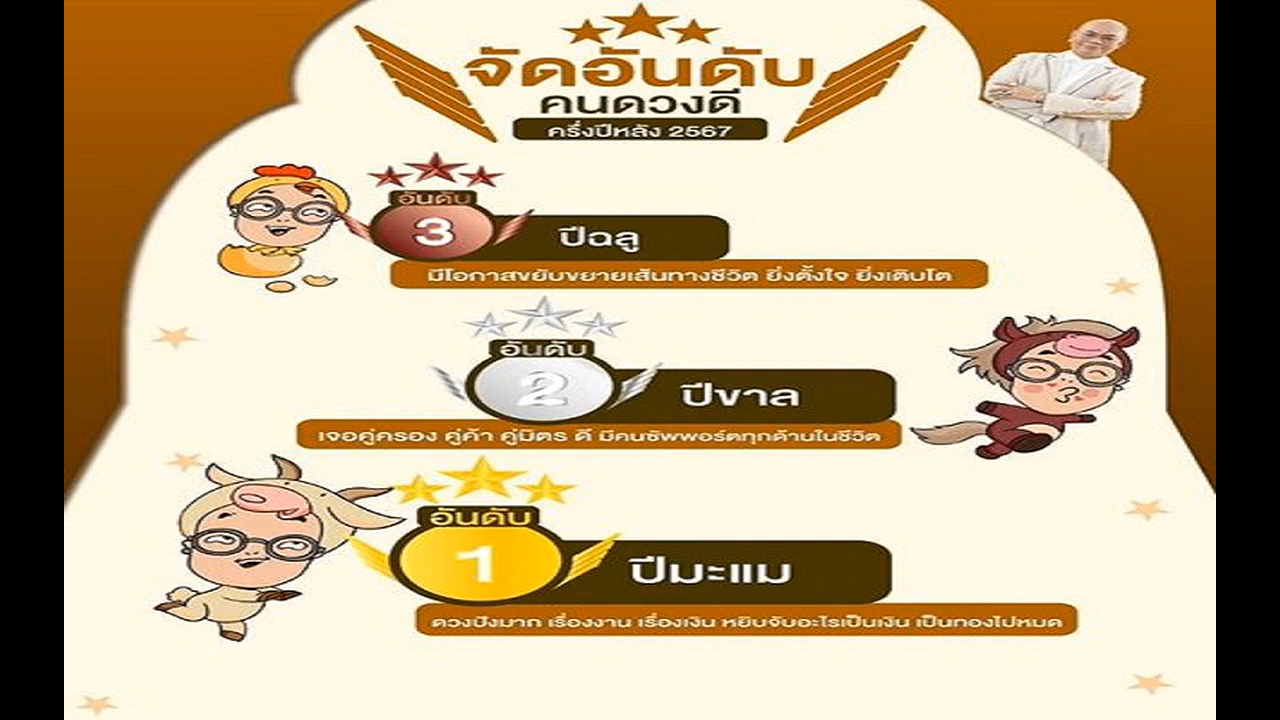 จัดอันดับ
คนดวงดี
ครึ่งปีหลัง 2567
อันดับ
3
ปีฉลู
มีโอกาสขยับขยายเส้นทางชีวิต ยิ่งตั้งใจ ยิ่งเติบโต
อันดับ
2
ปีขาล
เจอคู่ครอง คู่ค้า คู่มิตร ดี มีคนซัพพอร์ตทุกด้านในชีวิต
อันดับ
1
ปีมะแม
ดวงปังมาก เรื่องงาน เรื่องเงิน หยิบจับอะไรเป็นเงิน เป็นทองไปหมด